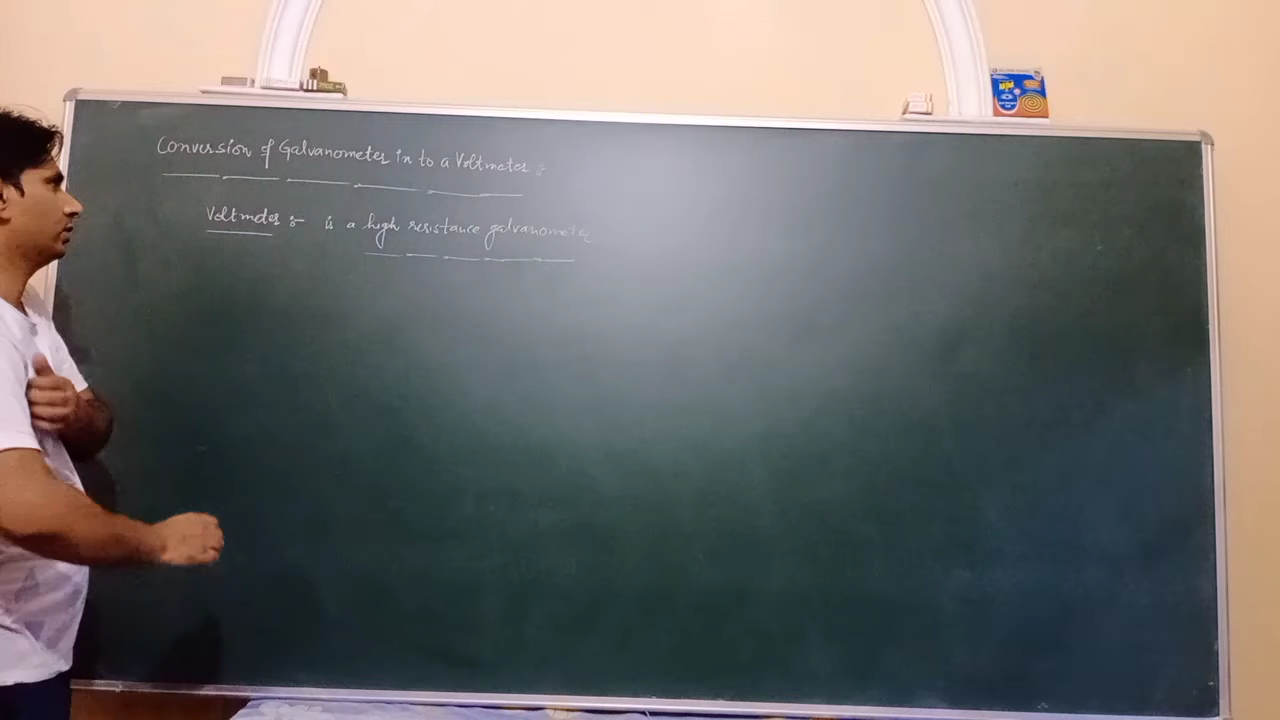 Conversion of Galvanometer in to a Voltmeter :-
Voltmeter :- is a high resistance galvanometer